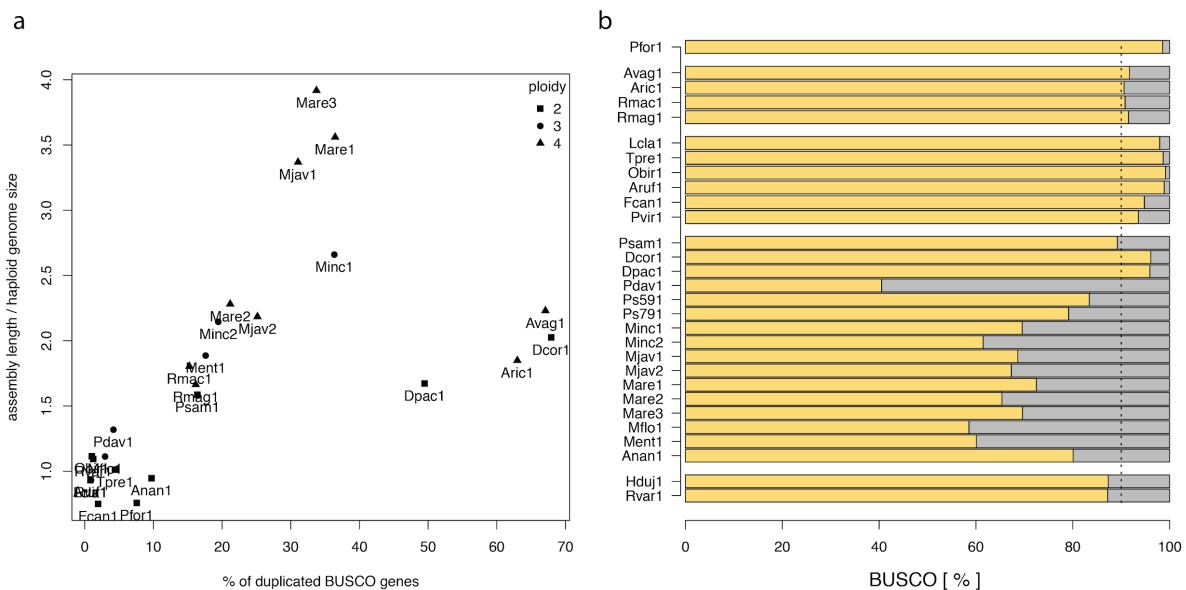 a
assembly length / haploid genome size
4.0
3.5
3.0
2.5
2.0
1.5
1.0
ploidy
2
3
4
Mare3
Mare1
Mjav1
Minc1
Mare2
Mjav2
Minc2
Avag1
Dcor1
Ment1
Rmac1
Aric1
Rmag1
Psam1
Dpac1
Pdav1
Tpre1
Anan1
Fcan1
Pfor1
0 10 20 30 40 50 60 70
% of duplicated BUSCO genes
b
Pfor1
Avag1
Aric1
Rmac1
Rmag1
Lcla1
Tpre1
Obir1
Aruf1
Fcan1
Pvir1
Psam1
Dcor1
Dpac1
Pdav1
Ps591
Ps791
Minc1
Minc2
Mjav1
Mjav2
Mare1
Mare2
Mare3
Mflo1
Ment1
Anan1
Hduj1
Rvar1
0 20 40 60 80 100
BUSCO [ % ]